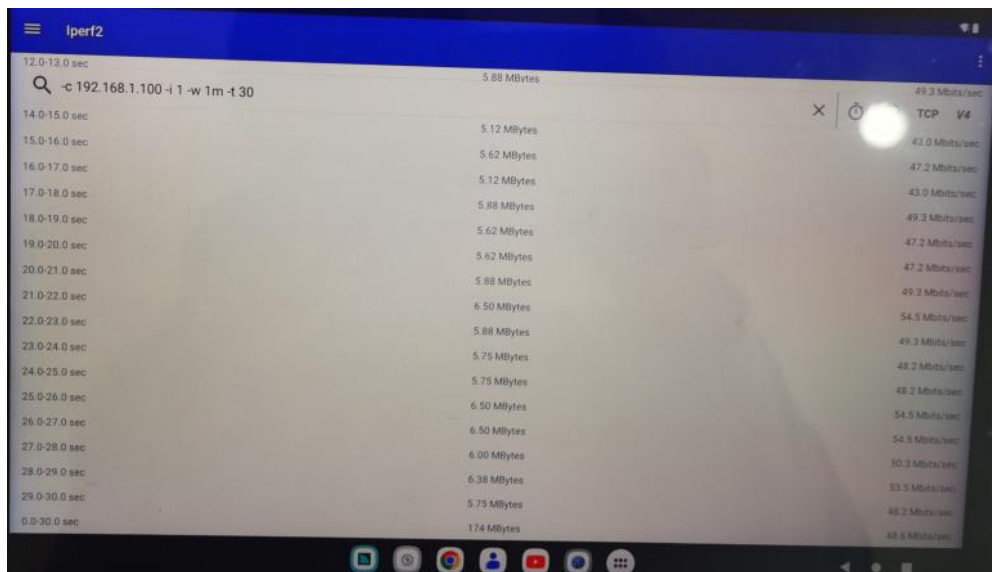 Iperf2
12.0-13.0 sec 5.88 MBytes 49.3 Mbits/sec
-c 192.168.1.100 -i 1 -w 1m -t 30 TCP V4
14.0-15.0 sec 5.12 MBytes 43.0 Mbits/sec
15.0-16.0 sec 5.62 MBytes 47.2 Mbits/sec
16.0-17.0 sec 5.12 MBytes 43.0 Mbits/sec
17.0-18.0 sec 5.88 MBytes 49.3 Mbits/sec
18.0-19.0 sec 5.62 MBytes 47.2 Mbits/sec
19.0-20.0 sec 5.62 MBytes 47.2 Mbits/sec
20.0-21.0 sec 5.88 MBytes 49.3 Mbits/sec
21.0-22.0 sec 6.50 MBytes 54.5 Mbits/sec
22.0-23.0 sec 5.88 MBytes 49.3 Mbits/sec
23.0-24.0 sec 5.75 MBytes 48.2 Mbits/sec
24.0-25.0 sec 5.75 MBytes 48.2 Mbits/sec
25.0-26.0 sec 6.50 MBytes 54.5 Mbits/sec
26.0-27.0 sec 6.50 MBytes 54.5 Mbits/sec
27.0-28.0 sec 6.00 MBytes 50.3 Mbits/sec
28.0-29.0 sec 6.38 MBytes 53.5 Mbits/sec
29.0-30.0 sec 5.75 MBytes 48.2 Mbits/sec
0.0-30.0 sec 174 MBytes 48.6 Mbits/sec